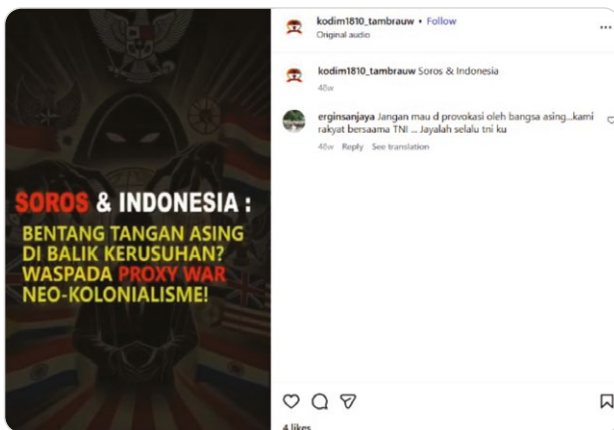 SOROS & INDONESIA :
BENTANG TANGAN ASING
DI BALIK KERUSUHAN?
WASPADA PROXY WAR
NEO-KOLONIALISME!
kodim1810_tambrauw • Follow
Original audio
kodim1810_tambrauw Soros & Indonesia
48w
erginsanjaya Jangan mau d provokasi oleh bangsa asing...kami
rakyat bersaama TNI ... Jayalah selalu tni ku
48w Reply See translation
4 likes